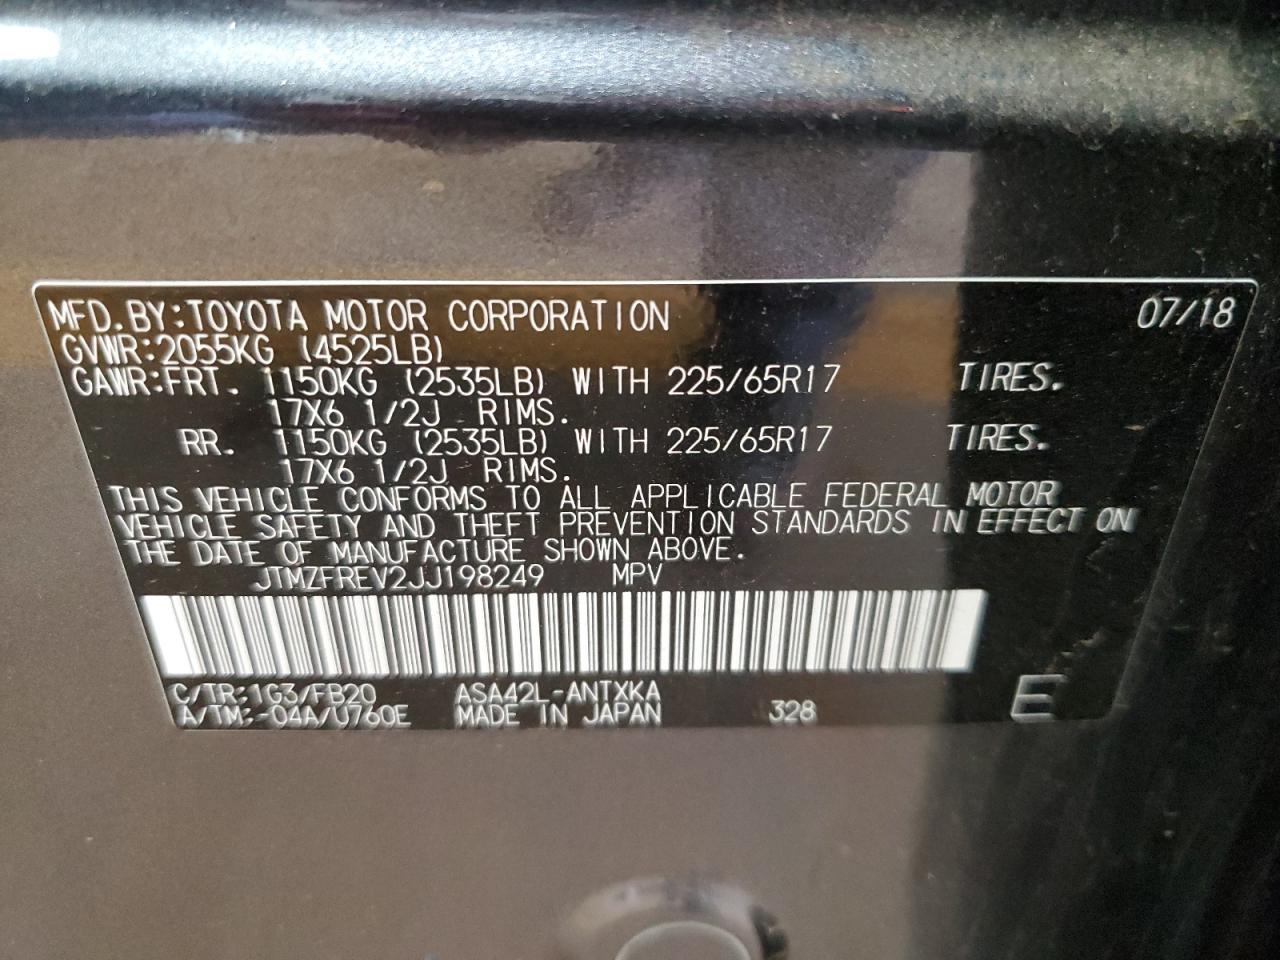 MFD.BY:TOYOTA MOTOR CORPORATION 07/18
GVWR:2055KG (4525LB)
GAWR:FRT. 1150KG (2535LB) WITH 225/65R17 TIRES.
17X6 1/2J RIMS.
RR. 1150KG (2535LB) WITH 225/65R17 TIRES.
17X6 1/2J RIMS.
THIS VEHICLE CONFORMS TO ALL APPLICABLE FEDERAL MOTOR
VEHICLE SAFETY AND THEFT PREVENTION STANDARDS IN EFFECT ON
THE DATE OF MANUFACTURE SHOWN ABOVE.
JTMZFREV2JJ198249 MPV
C/TR:1G3/FB20 ASA42L-ANTXKA
A/TM:-04A/U760E MADE IN JAPAN 328 E